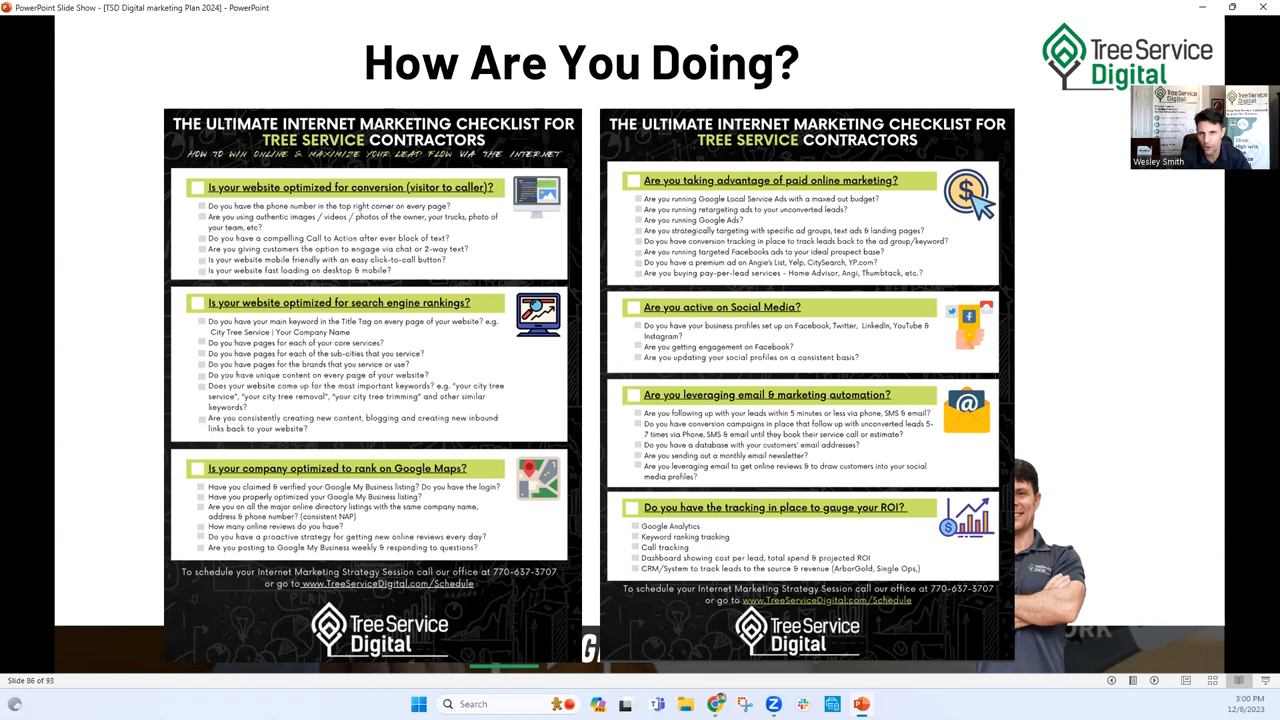 PowerPoint Slide Show - [TSD Digital marketing Plan 2024] - PowerPoint
How Are You Doing?
Tree Service
Digital
Wesley Smith
THE ULTIMATE INTERNET MARKETING CHECKLIST FOR
TREE SERVICE CONTRACTORS
HOW TO WIN ONLINE & MAXIMIZE YOUR LEAD FLOW VIA THE INTERNET
Is your website optimized for conversion (visitor to caller)?
Do you have the phone number in the top right corner on every page?
Are you using authentic images / videos / photos of the owner, your trucks, photo of
your team, etc?
Do you have a compelling Call to Action after ever block of text?
Are you giving customers the option to engage via chat or 2-way text?
Is your website mobile friendly with an easy click-to-call button?
Is your website fast loading on desktop & mobile?
Is your website optimized for search engine rankings?
Do you have your main keyword in the Title Tag on every page of your website? e.g.
City Tree Service | Your Company Name
Do you have pages for each of your core services?
Do you have pages for each of the sub-cities that you service?
Do you have pages for the brands that you service or use?
Do you have unique content on every page of your website?
Does your website come up for the most important keywords? e.g. "your city tree
service", "your city tree removal", "your city tree trimming" and other similar
keywords?
Are you consistently creating new content, blogging and creating new inbound
links back to your website?
Is your company optimized to rank on Google Maps?
Have you claimed & verified your Google My Business listing? Do you have the login?
Have you properly optimized your Google My Business listing?
Are you on all the major online directory listings with the same company name,
address & phone number? (consistent NAP)
How many online reviews do you have?
Do you have a proactive strategy for getting new online reviews every day?
Are you posting to Google My Business weekly & responding to questions?
To schedule your Internet Marketing Strategy Session call our office at 770-637-3707
or go to www.TreeServiceDigital.com/Schedule
Tree Service
Digital
THE ULTIMATE INTERNET MARKETING CHECKLIST FOR
TREE SERVICE CONTRACTORS
Are you taking advantage of paid online marketing?
Are you running Google Local Service Ads with a maxed out budget?
Are you running retargeting ads to your unconverted leads?
Are you running Google Ads?
Are you strategically targeting with specific ad groups, text ads & landing pages?
Do you have conversion tracking in place to track leads back to the ad group/keyword?
Are you running targeted Facebooks ads to your ideal prospect base?
Do you have a premium ad on Angie's List, Yelp, CitySearch, YP.com?
Are you buying pay-per-lead services - Home Advisor, Angi, Thumbtack, etc.?
Are you active on Social Media?
Do you have your business profiles set up on Facebook, Twitter, LinkedIn, YouTube &
Instagram?
Are you getting engagement on Facebook?
Are you updating your social profiles on a consistent basis?
Are you leveraging email & marketing automation?
Are you following up with your leads within 5 minutes or less via phone, SMS & email?
Do you have conversion campaigns in place that follow up with unconverted leads 5-
7 times via Phone, SMS & email until they book their service call or estimate?
Do you have a database with your customers' email addresses?
Are you sending out a monthly email newsletter?
Are you leveraging email to get online reviews & to draw customers into your social
media profiles?
Do you have the tracking in place to gauge your ROI?
Google Analytics
Keyword ranking tracking
Call tracking
Dashboard showing cost per lead, total spend & projected ROI
CRM/System to track leads to the source & revenue (ArborGold, Single Ops,)
To schedule your Internet Marketing Strategy Session call our office at 770-637-3707
or go to www.TreeServiceDigital.com/Schedule
Tree Service
Digital
Slide 86 of 93
Search
3:00 PM
12/8/2023